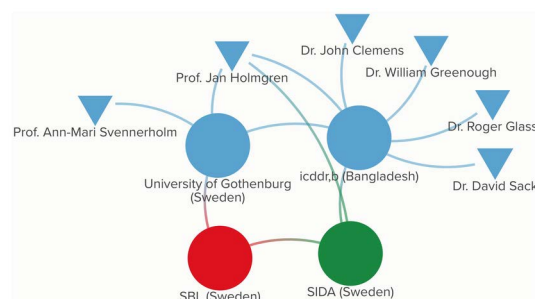 Dr. John Clemens
Dr. William Greenough
Prof. Jan Holmgren
Dr. Roger Glass
Prof. Ann-Mari Svennerholm
icddr,b (Bangladesh)
University of Gothenburg
(Sweden)
Dr. David Sack
SBL (Sweden)
SIDA (Sweden)